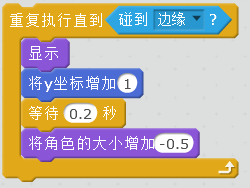 重复执行直到 碰到 边缘 ?
显示
将y坐标增加 1
等待 0.2 秒
将角色的大小增加 -0.5